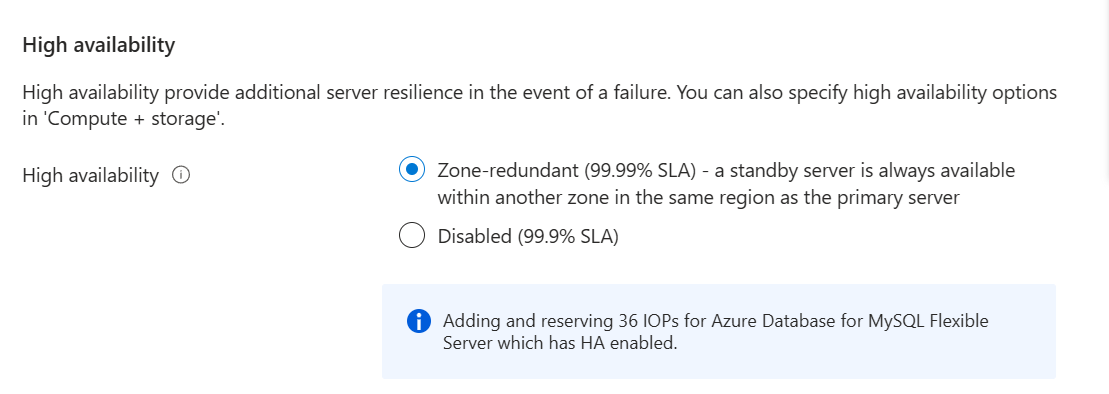 High availability
High availability provide additional server resilience in the event of a failure. You can also specify high availability options
in 'Compute + storage'.
High availability
Zone-redundant (99.99% SLA) - a standby server is always available
within another zone in the same region as the primary server
Disabled (99.9% SLA)
Adding and reserving 36 IOPs for Azure Database for MySQL Flexible
Server which has HA enabled.